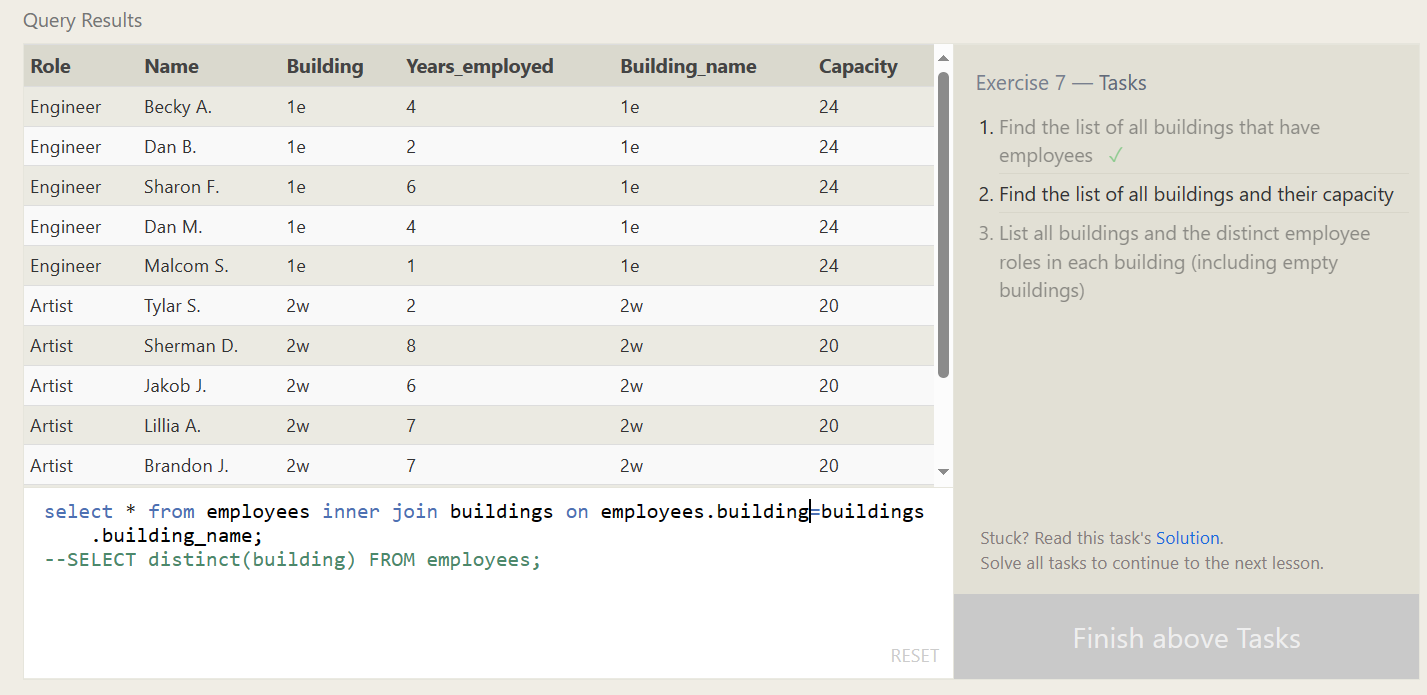 Query Results
Role Name Building Years_employed Building_name Capacity
Engineer Becky A. 1e 4 1e 24
Engineer Dan B. 1e 2 1e 24
Engineer Sharon F. 1e 6 1e 24
Engineer Dan M. 1e 4 1e 24
Engineer Malcom S. 1e 1 1e 24
Artist Tylar S. 2w 2 2w 20
Artist Sherman D. 2w 8 2w 20
Artist Jakob J. 2w 6 2w 20
Artist Lillia A. 2w 7 2w 20
Artist Brandon J. 2w 7 2w 20
select * from employees inner join buildings on employees.building=buildings
.building_name;
--SELECT distinct(building) FROM employees;
RESET
Exercise 7 — Tasks
1. Find the list of all buildings that have
employees ✓
2. Find the list of all buildings and their capacity
3. List all buildings and the distinct employee
roles in each building (including empty
buildings)
Stuck? Read this task's Solution.
Solve all tasks to continue to the next lesson.
Finish above Tasks